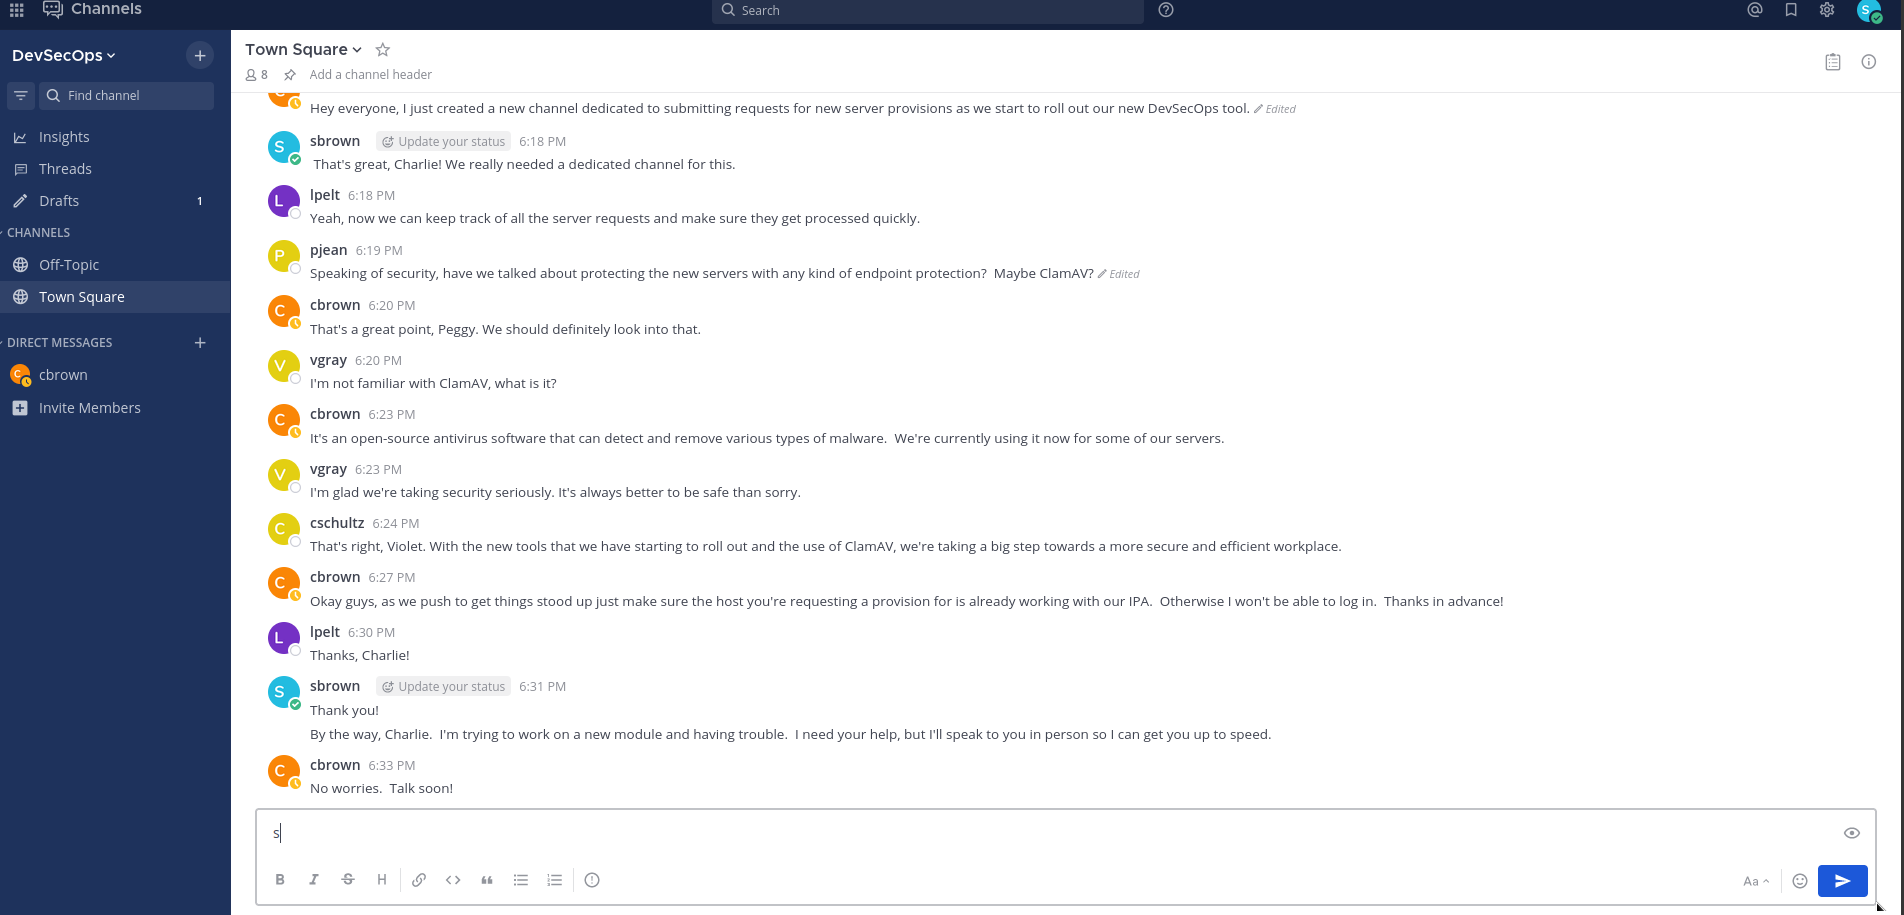 Channels
Search
S
DevSecOps
Find channel
Insights
Threads
Drafts 1
CHANNELS
Off-Topic
Town Square
DIRECT MESSAGES
C cbrown
Invite Members
Town Square
8 Add a channel header
Hey everyone, I just created a new channel dedicated to submitting requests for new server provisions as we start to roll out our new DevSecOps tool. Edited
S sbrown Update your status 6:18 PM
That's great, Charlie! We really needed a dedicated channel for this.
L lpelt 6:18 PM
Yeah, now we can keep track of all the server requests and make sure they get processed quickly.
P pjean 6:19 PM
Speaking of security, have we talked about protecting the new servers with any kind of endpoint protection?  Maybe ClamAV? Edited
C cbrown 6:20 PM
That's a great point, Peggy. We should definitely look into that.
V vgray 6:20 PM
I'm not familiar with ClamAV, what is it?
C cbrown 6:23 PM
It's an open-source antivirus software that can detect and remove various types of malware.  We're currently using it now for some of our servers.
V vgray 6:23 PM
I'm glad we're taking security seriously. It's always better to be safe than sorry.
C cschultz 6:24 PM
That's right, Violet. With the new tools that we have starting to roll out and the use of ClamAV, we're taking a big step towards a more secure and efficient workplace.
C cbrown 6:27 PM
Okay guys, as we push to get things stood up just make sure the host you're requesting a provision for is already working with our IPA.  Otherwise I won't be able to log in.  Thanks in advance!
L lpelt 6:30 PM
Thanks, Charlie!
S sbrown Update your status 6:31 PM
Thank you!
By the way, Charlie.  I'm trying to work on a new module and having trouble.  I need your help, but I'll speak to you in person so I can get you up to speed.
C cbrown 6:33 PM
No worries.  Talk soon!
s
B I S H Aa